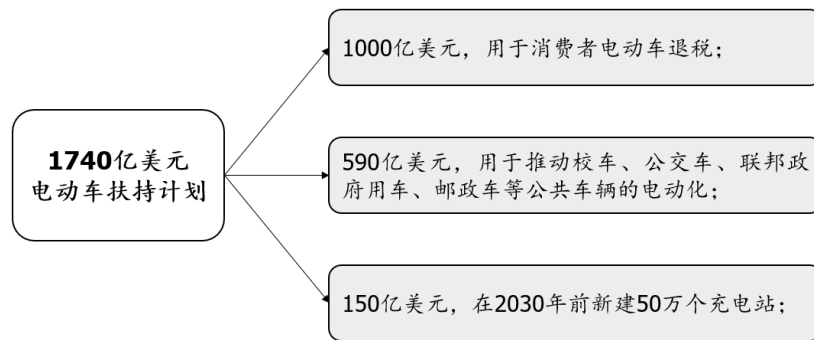 1740亿美元
电动车扶持计划
1000亿美元，用于消费者电动车退税；
590亿美元，用于推动校车、公交车、联邦政
府用车、邮政车等公共车辆的电动化；
150亿美元，在2030年前新建50万个充电站；